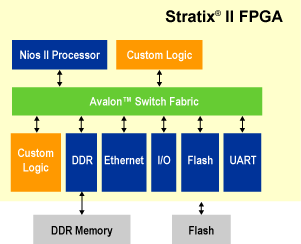 Stratix® II FPGA
Nios II Processor
Custom Logic
Avalon™ Switch Fabric
Custom
Logic
DDR
Ethernet
I/O
Flash
UART
DDR Memory
Flash